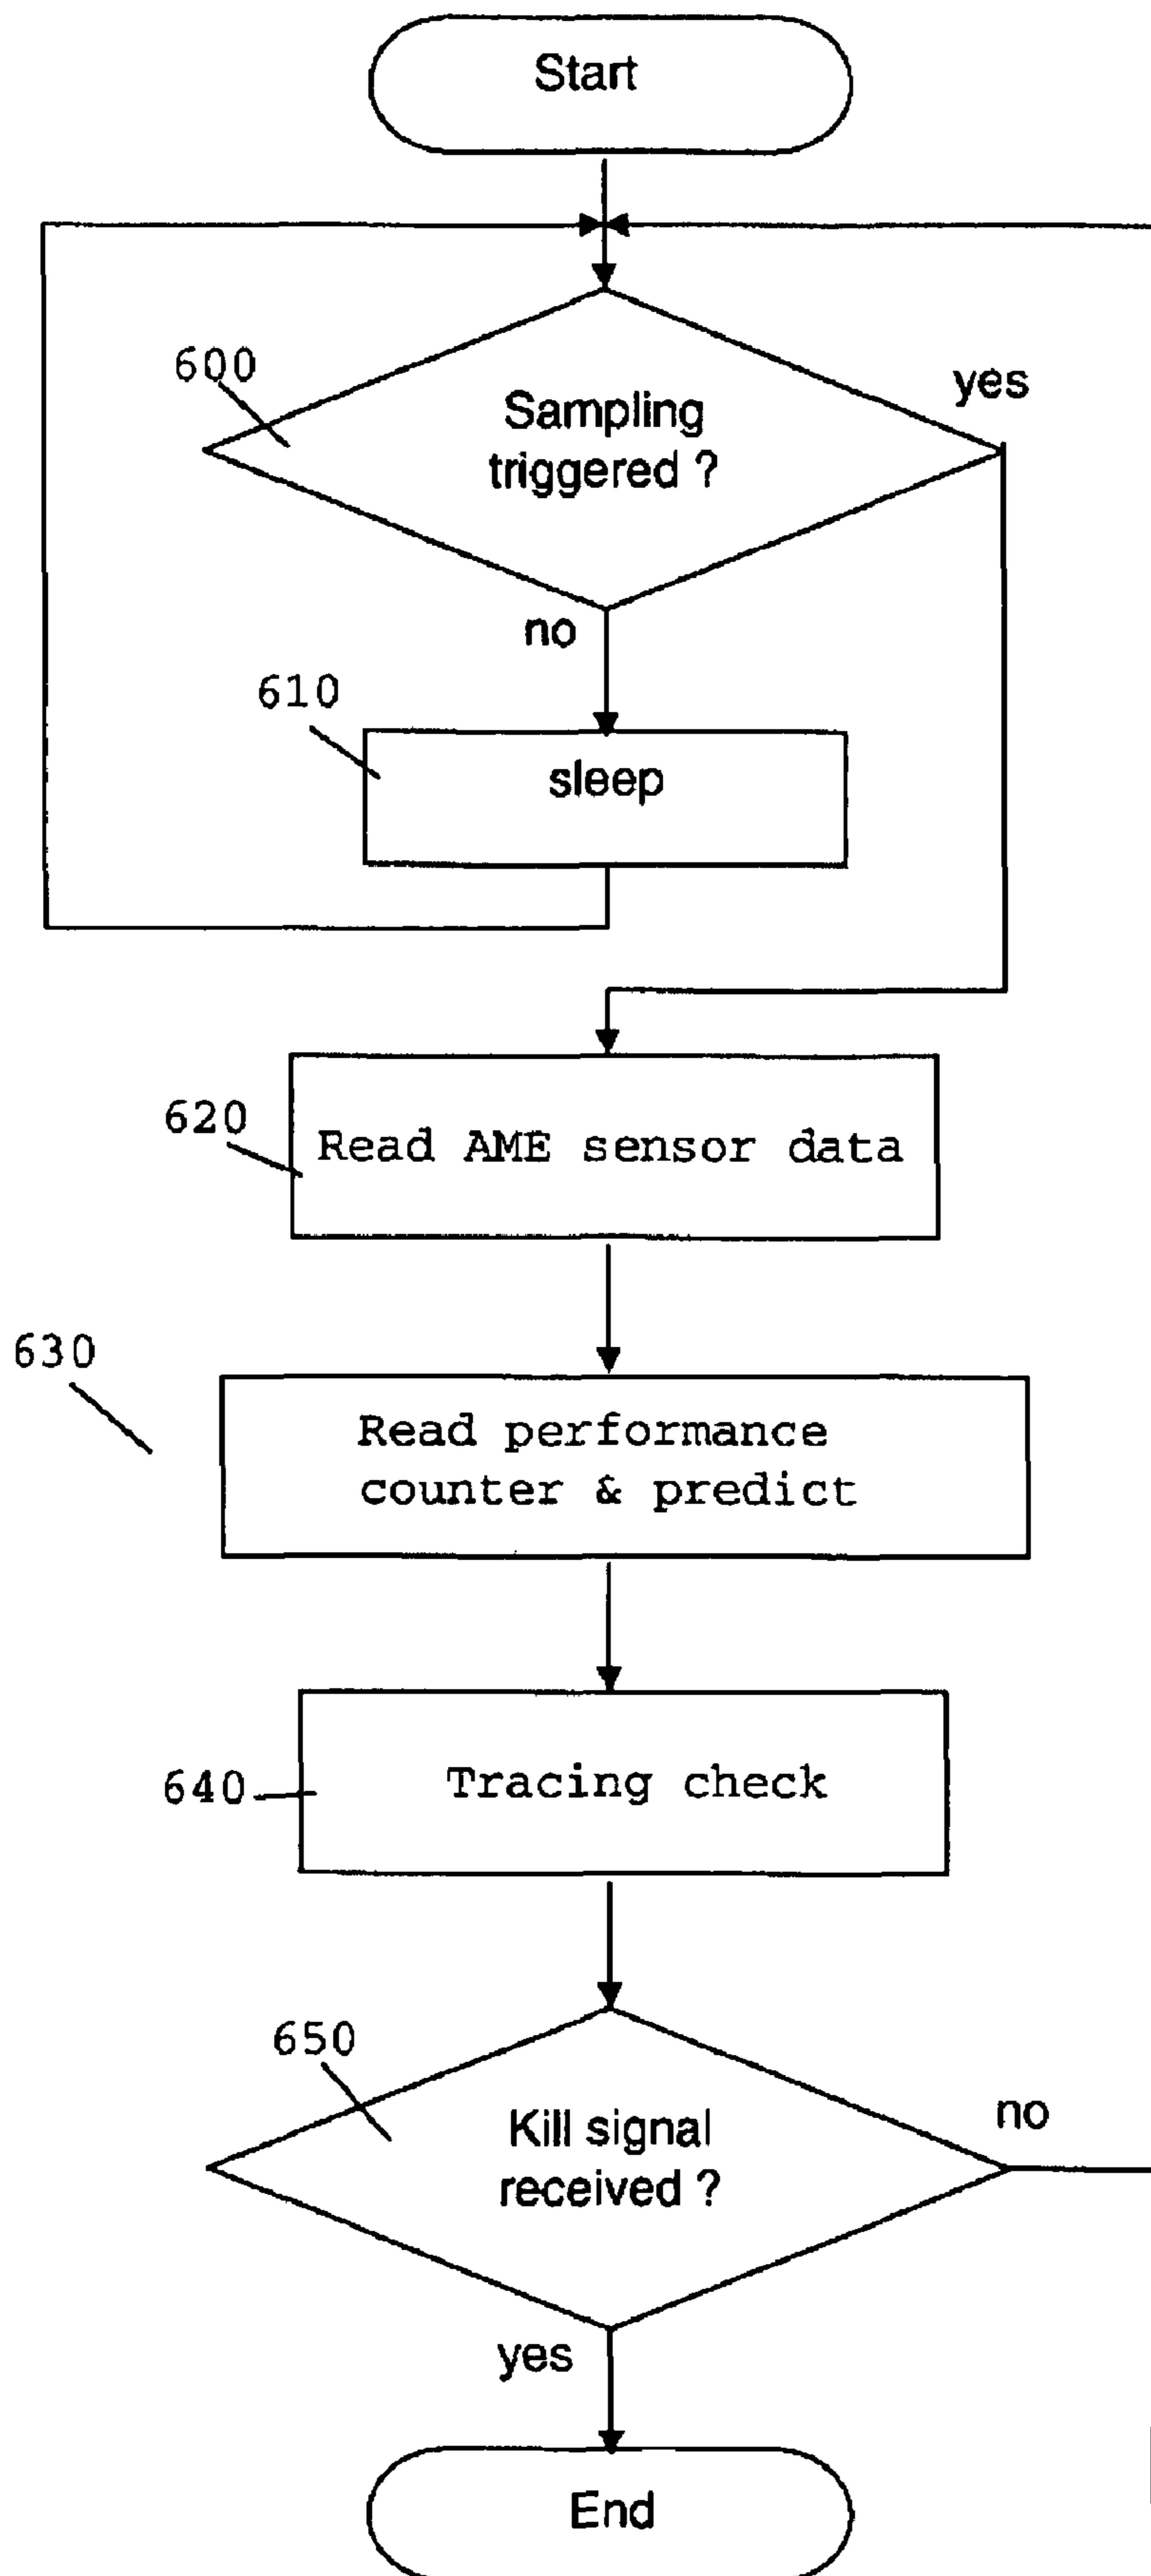 Start
600
Sampling
triggered ?
yes
no
610
sleep
620
Read AME sensor data
630
Read performance
counter & predict
640
Tracing check
650
Kill signal
received ?
no
yes
End